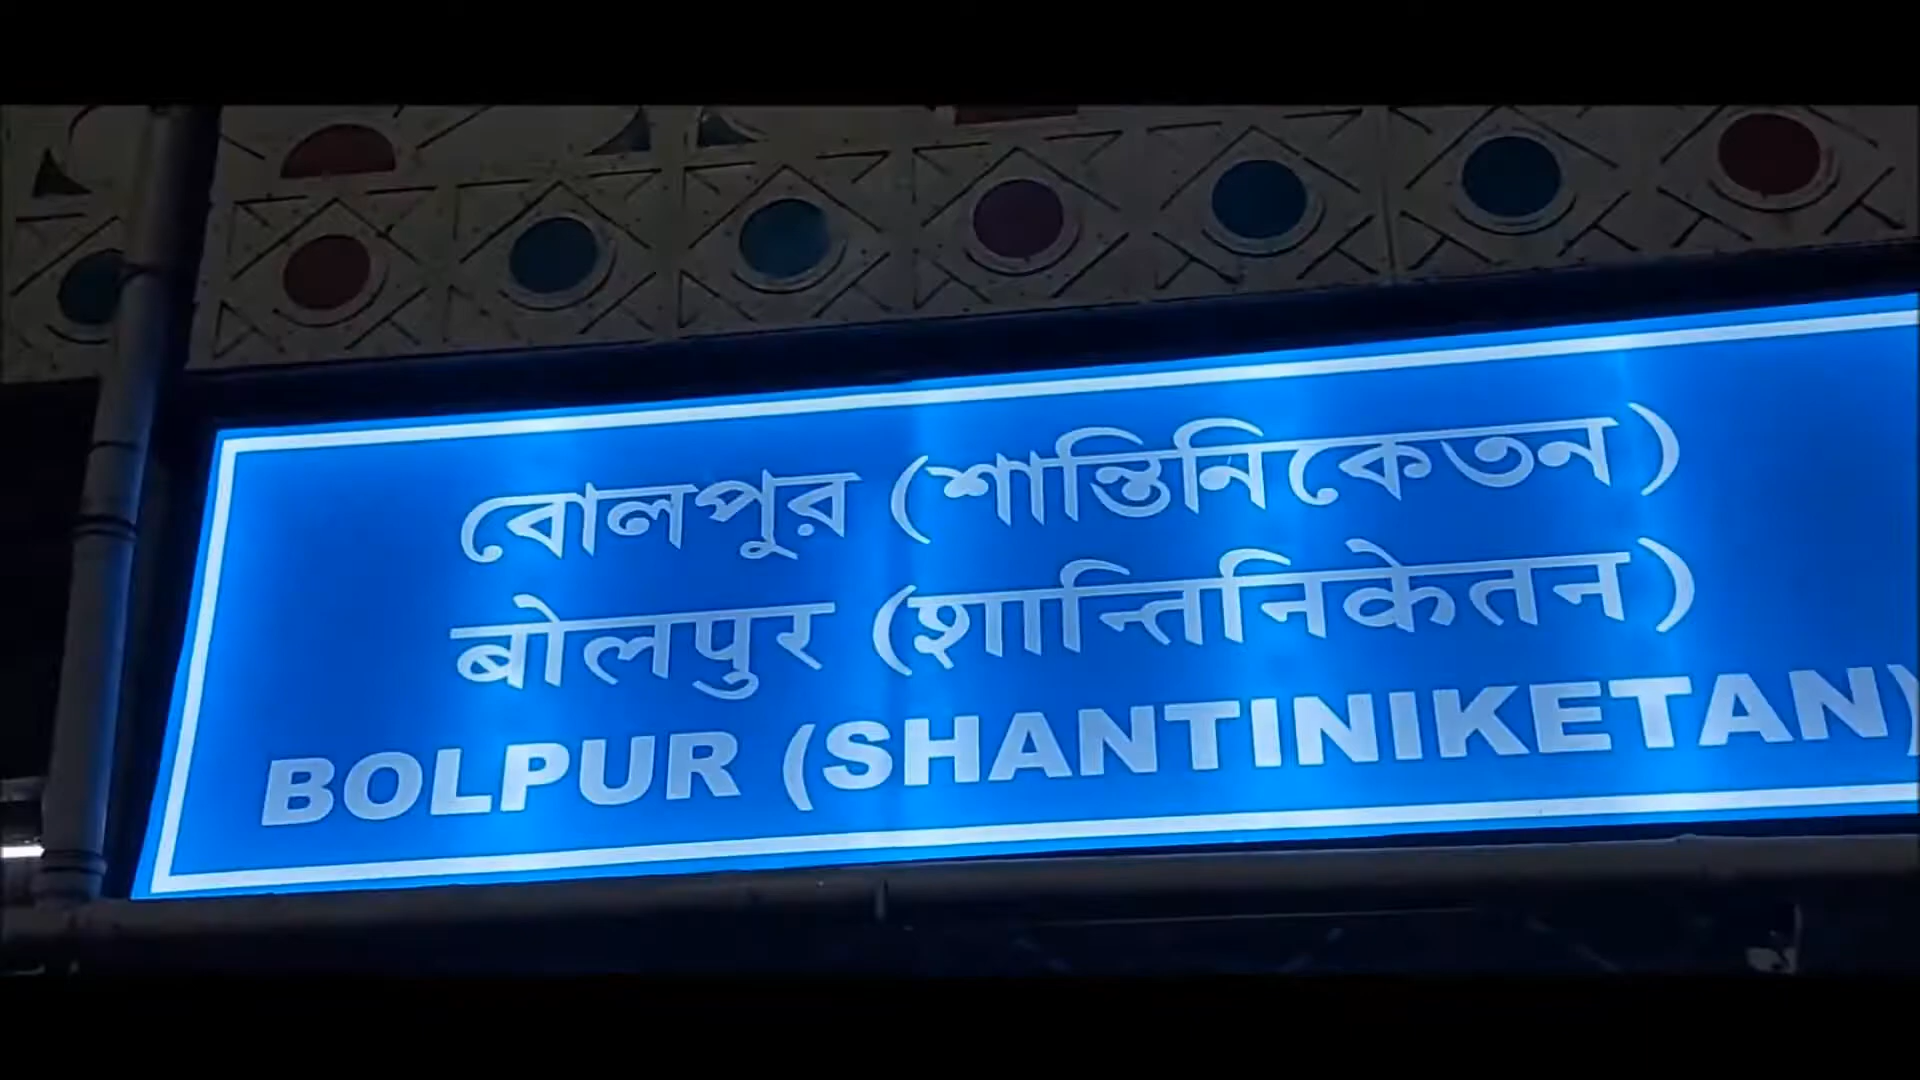 বোলপুর (শান্তিনিকেতন)
बोलपुर (शान्तिनिकेतन)
BOLPUR (SHANTINIKETAN)